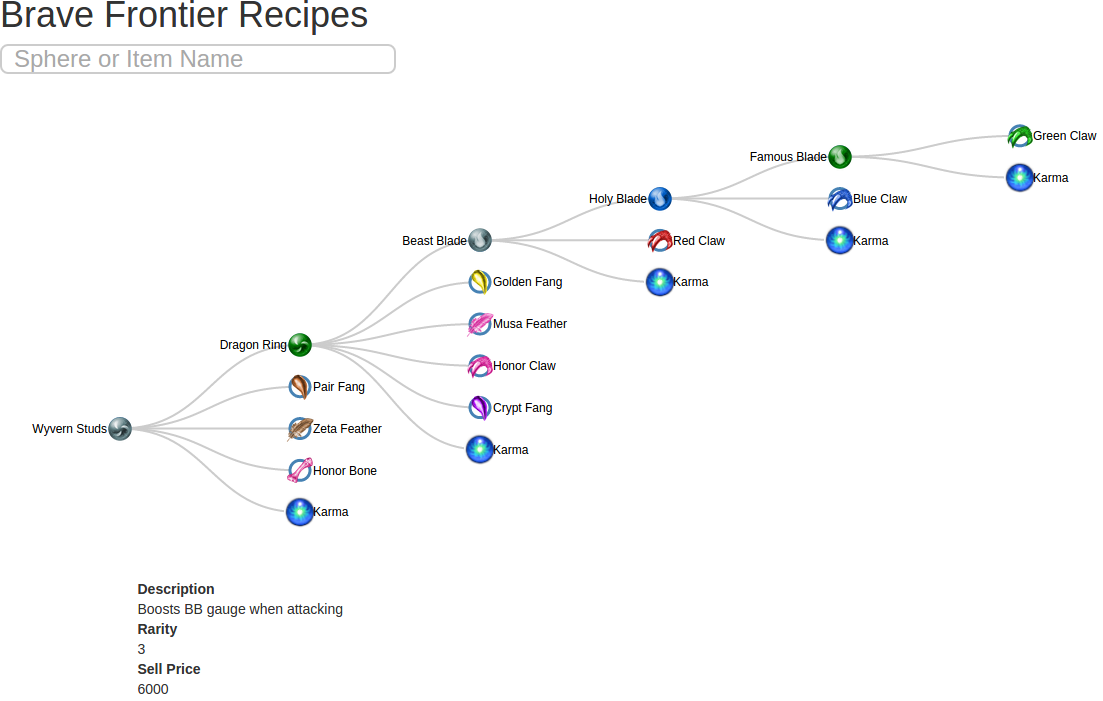 Brave Frontier Recipes
Sphere or Item Name
Green Claw
Famous Blade
Karma
Holy Blade
Blue Claw
Beast Blade
Red Claw
Karma
Golden Fang
Karma
Musa Feather
Dragon Ring
Honor Claw
Pair Fang
Crypt Fang
Wyvern Studs
Zeta Feather
Karma
Honor Bone
Karma
Description
Boosts BB gauge when attacking
Rarity
3
Sell Price
6000